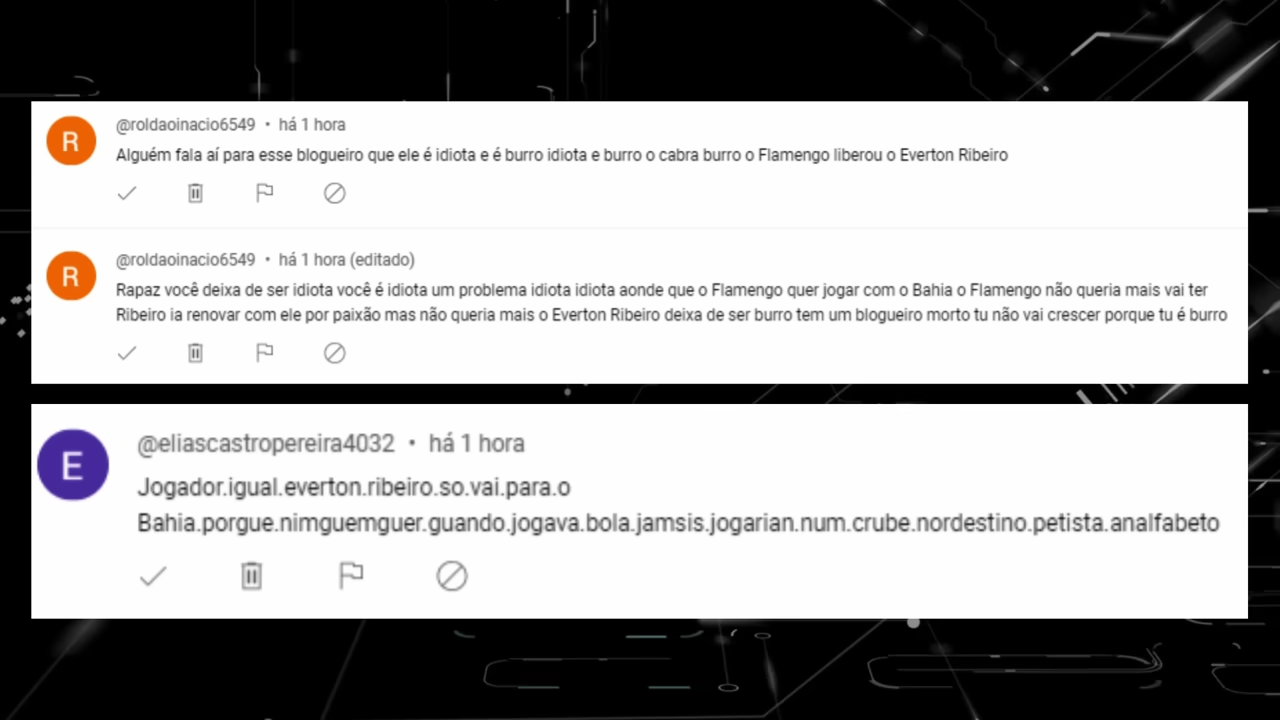 R
@roldaoinacio6549 • há 1 hora
Alguém fala aí para esse blogueiro que ele é idiota e é burro idiota e burro o cabra burro o Flamengo liberou o Everton Ribeiro
R
@roldaoinacio6549 • há 1 hora (editado)
Rapaz você deixa de ser idiota você é idiota um problema idiota idiota aonde que o Flamengo quer jogar com o Bahia o Flamengo não queria mais vai ter
Ribeiro ia renovar com ele por paixão mas não queria mais o Everton Ribeiro deixa de ser burro tem um blogueiro morto tu não vai crescer porque tu é burro
E
@eliascastropereira4032 • há 1 hora
Jogador.igual.everton.ribeiro.so.vai.para.o
Bahia.porgue.nimguemguer.guando.jogava.bola.jamsis.jogarian.num.crube.nordestino.petista.analfabeto